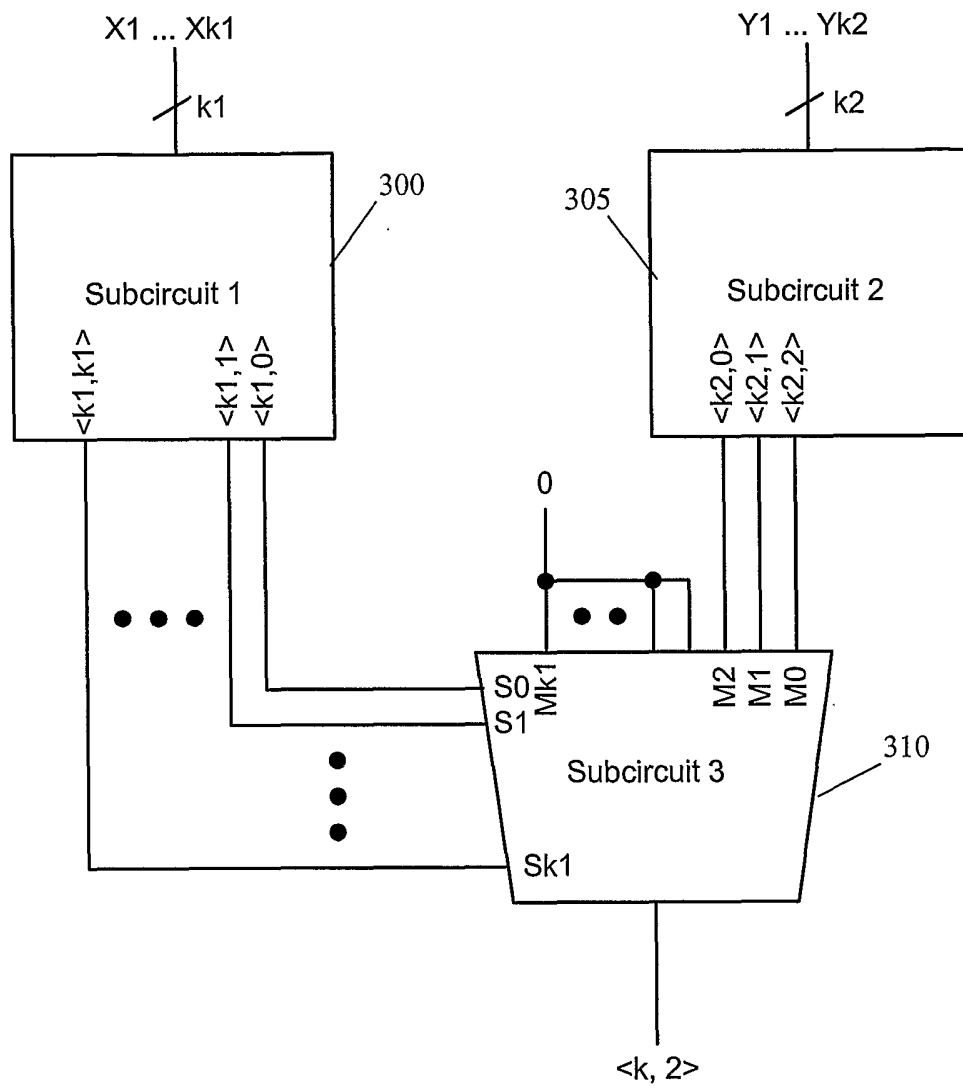 X1 ... Xk1
Y1 ... Yk2
k1
k2
300
305
Subcircuit 1
Subcircuit 2
<k1,k1>
<k1,1>
<k1,0>
<k2,0>
<k2,1>
<k2,2>
0
S0
S1
Sk1
Mk1
M2
M1
M0
Subcircuit 3
310
<k, 2>